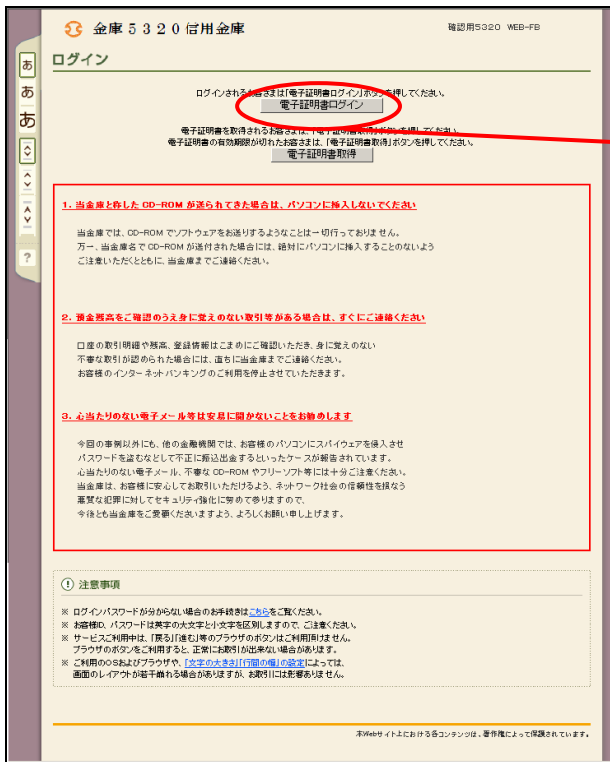 金庫5320信用金庫
確認用5320 WEB-FB
ログイン
あ
あ
あ
?
ログインされるお客さまは「電子証明書ログイン」ボタンを押してください。
電子証明書ログイン
電子証明書を取得されるお客さまは、「電子証明書取得」ボタンを押してください。
電子証明書の有効期限が切れたお客さまは、「電子証明書取得」ボタンを押してください。
電子証明書取得
1. 当金庫と称した CD-ROM が送られてきた場合は、パソコンに挿入しないでください
当金庫では、CD-ROM でソフトウェアをお送りするようなことは一切行っておりません。
万一、当金庫名で CD-ROM が送付された場合には、絶対にパソコンに挿入することのないよう
ご注意いただくとともに、当金庫までご連絡ください。
2. 預金残高をご確認のうえ身に覚えのない取引等がある場合は、すぐにご連絡ください
口座の取引明細や残高、登録情報はこまめにご確認いただき、身に覚えのない
不審な取引が認められた場合には、直ちに当金庫までご連絡ください。
お客様のインターネットバンキングのご利用を停止させていただきます。
3. 心当たりのない電子メール等は安易に開かないことをお勧めします
今回の事例以外にも、他の金融機関では、お客様のパソコンにスパイウェアを侵入させ
パスワードを盗むなどして不正に振込出金するといったケースが報告されています。
心当たりのない電子メール、不審な CD-ROM やフリーソフト等には十分ご注意ください。
当金庫は、お客様に安心してお取引いただけるよう、ネットワーク社会の信頼性を損なう
悪質な犯罪に対してセキュリティ強化に努めて参りますので、
今後とも当金庫をご愛顧くださいますよう、よろしくお願い申し上げます。
注意事項
※ ログインパスワードが分からない場合のお手続きはこちらをご覧ください。
※ お客様ID、パスワードは英字の大文字と小文字を区別しますので、ご注意ください。
※ サービスご利用中は、「戻る」「進む」等のブラウザのボタンはご利用頂けません。
ブラウザのボタンをご利用すると、正常にお取引が出来ない場合があります。
※ ご利用のOSおよびブラウザや、「文字の大きさ」「行間の幅」の設定によっては、
画面のレイアウトが若干崩れる場合がありますが、お取引には影響ありません。
本Webサイト上における各コンテンツは、著作権によって保護されています。